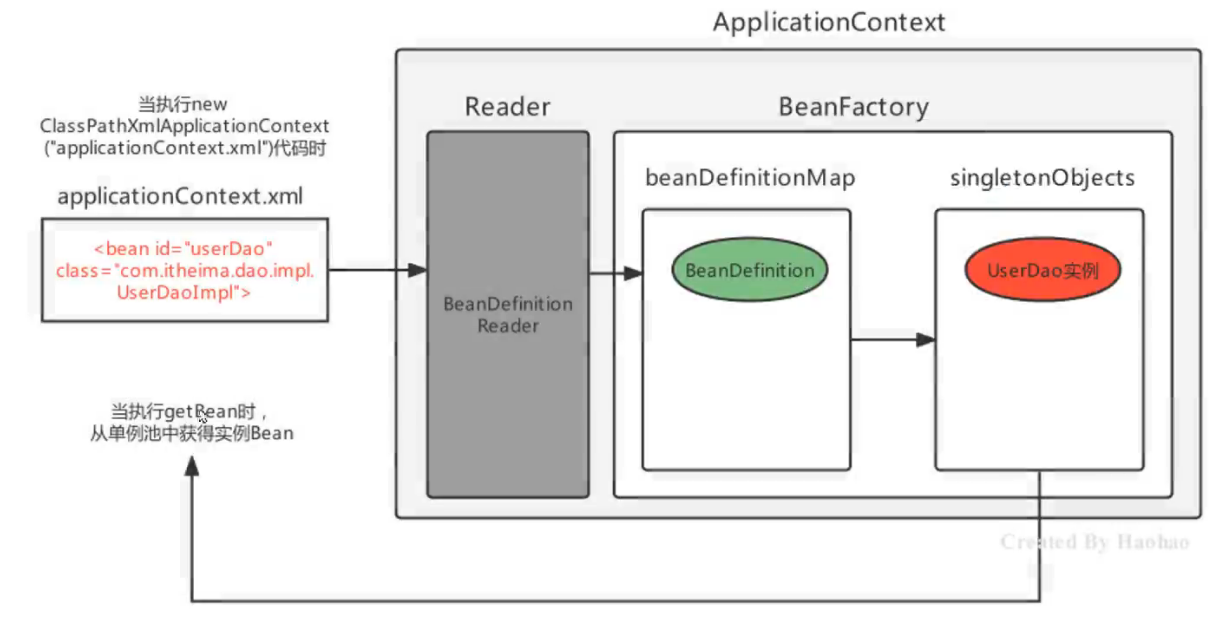 ApplicationContext
当执行new
ClassPathXmlApplicationContext
("applicationContext.xml")代码时
applicationContext.xml
<bean id="userDao"
class="com.itheima.dao.impl.
UserDaoImpl">
Reader
BeanDefinition
Reader
BeanFactory
beanDefinitionMap
BeanDefinition
singletonObjects
UserDao实例
当执行getBean时，
从单例池中获得实例Bean
Created By Haohao